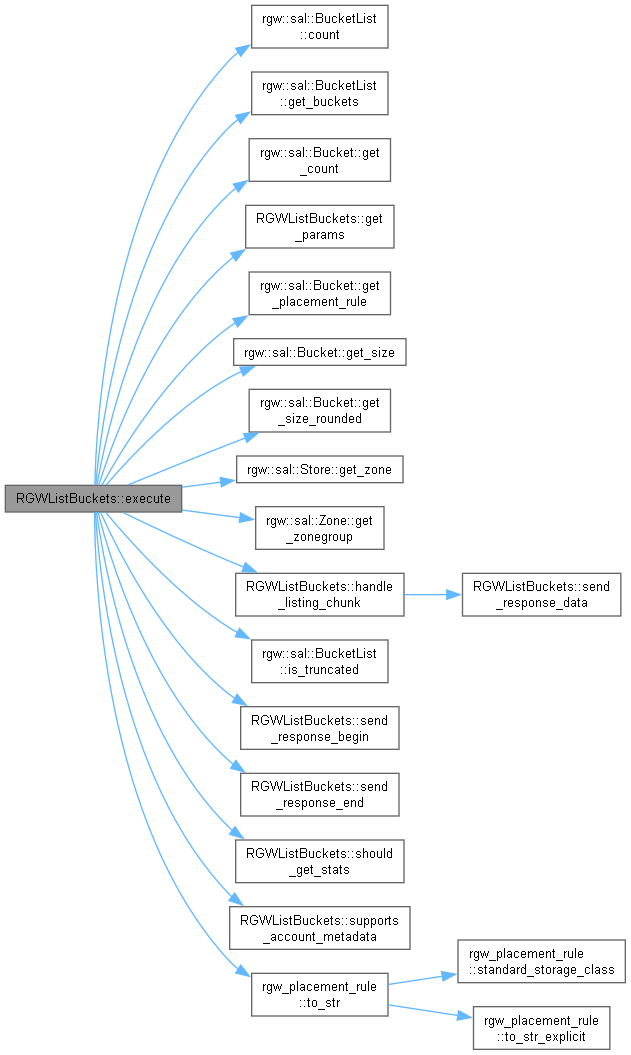 rgw::sal::BucketList
::count
rgw::sal::BucketList
::get_buckets
rgw::sal::Bucket::get
_count
RGWListBuckets::get
_params
rgw::sal::Bucket::get
_placement_rule
rgw::sal::Bucket::get_size
rgw::sal::Bucket::get
_size_rounded
rgw::sal::Store::get_zone
RGWListBuckets::execute
rgw::sal::Zone::get
_zonegroup
RGWListBuckets::handle
_listing_chunk
RGWListBuckets::send
_response_data
rgw::sal::BucketList
::is_truncated
RGWListBuckets::send
_response_begin
RGWListBuckets::send
_response_end
RGWListBuckets::should
_get_stats
RGWListBuckets::supports
_account_metadata
rgw_placement_rule
::to_str
rgw_placement_rule
::standard_storage_class
rgw_placement_rule
::to_str_explicit